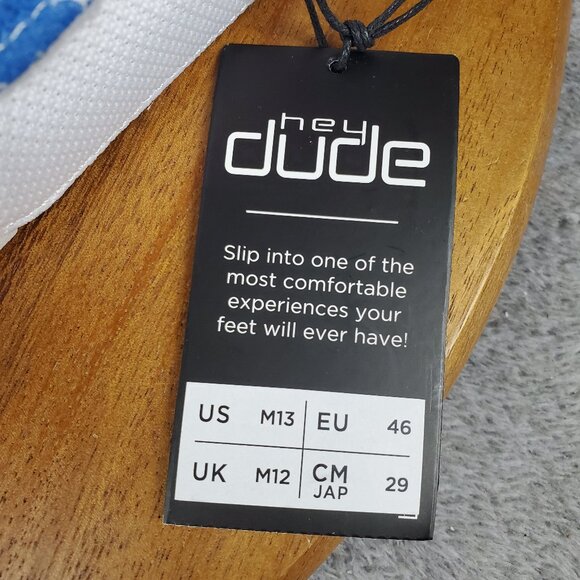 hey
dude
Slip into one of the
most comfortable
experiences your
feet will ever have!
US M13 EU 46
UK M12 CM JAP 29